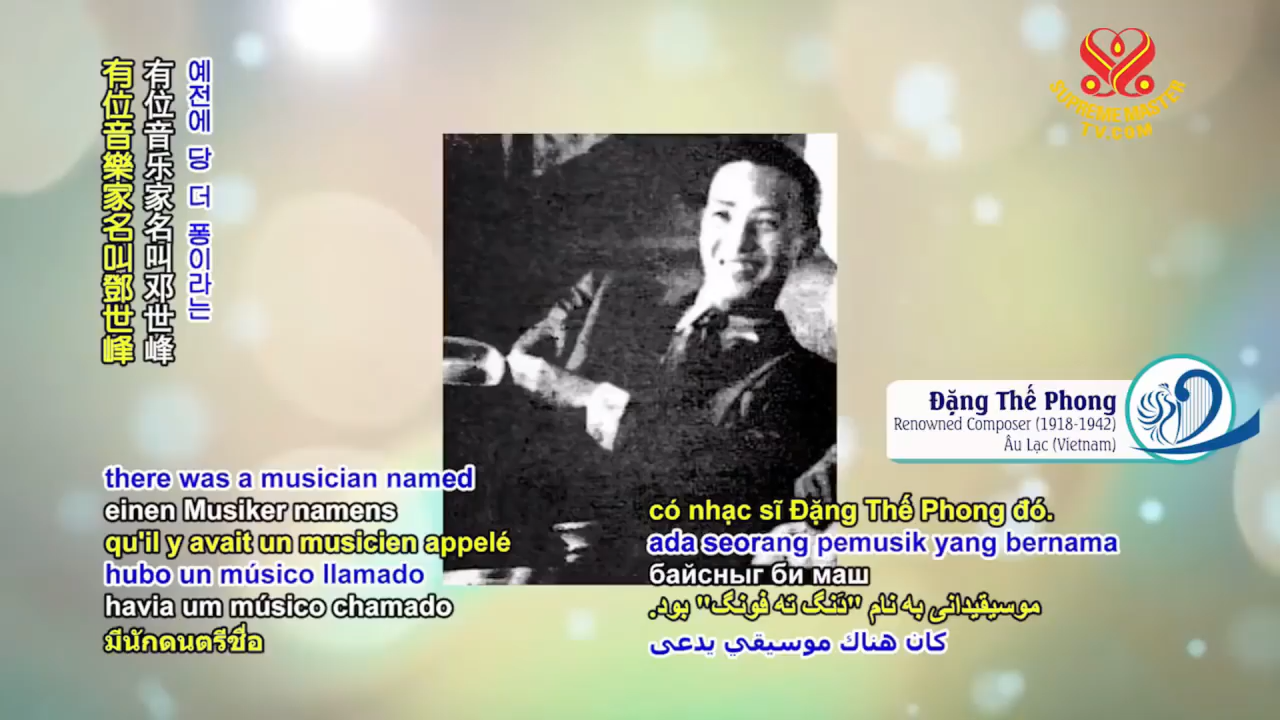 有位音樂家名叫鄧世峰
有位音乐家名叫邓世峰
예전에 당 더 퐁이라는
SUPREME MASTER
TV.COM
Đặng Thế Phong
Renowned Composer (1918-1942)
Âu Lạc (Vietnam)
there was a musician named
einen Musiker namens
qu'il y avait un musicien appelé
hubo un músico llamado
havia um músico chamado
มีนักดนตรีชื่อ
có nhạc sĩ Đặng Thế Phong đó.
ada seorang pemusik yang bernama
байсныг би маш
موسیقیدانی به نام "دَنگ ته فونگ" بود.
كان هناك موسيقي يدعى